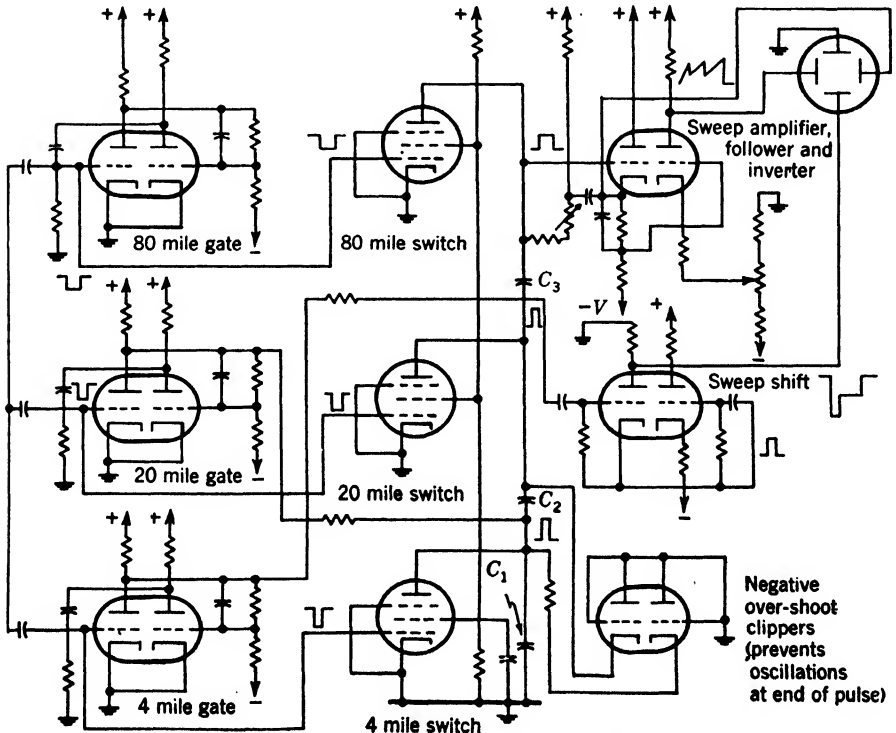 + +
+
+
+ +
Sweep amplifier,
follower and
inverter
80 mile gate
−
80 mile switch
C3
+ +
−V
+
−
Sweep shift
20 mile gate
−
20 mile switch
C2
−
+ +
C1
Negative
over-shoot
clippers
(prevents
oscillations
at end of pulse)
4 mile gate
−
4 mile switch